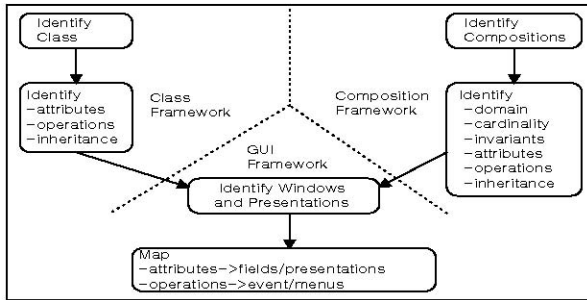 Identify
Class
Identify
Compositions
Identify
-attributes
-operations
-inheritance
Class
Framework
Composition
Framework
Identify
-domain
-cardinality
-invariants
-attributes
-operations
-inheritance
GUI
Framework
Identify Windows
and Presentations
Map
-attributes->fields/presentations
-operations->event/menus